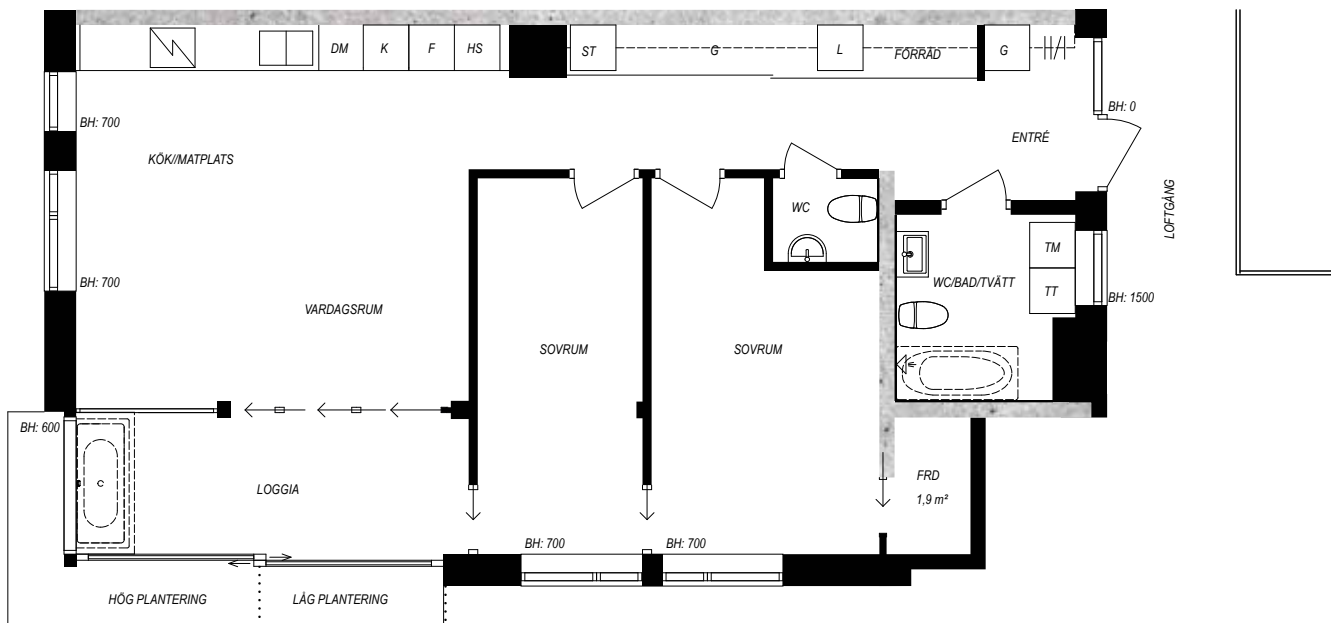 DM
K
F
HS
ST
G
L
FÖRRÅD
G
BH: 700
BH: 0
KÖK//MATPLATS
ENTRÉ
WC
LOFTGÅNG
TM
BH: 700
WC/BAD/TVÄTT
TT
BH: 1500
VARDAGSRUM
SOVRUM
SOVRUM
BH: 600
LOGGIA
FRD
1,9 m²
BH: 700
BH: 700
HÖG PLANTERING
LÅG PLANTERING